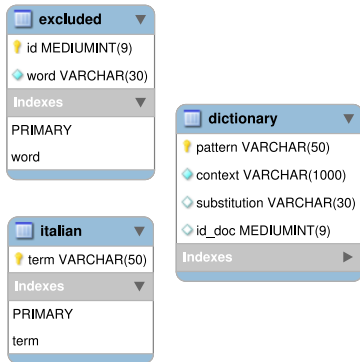 excluded
id MEDIUMINT(9)
word VARCHAR(30)
Indexes
PRIMARY
word
dictionary
pattern VARCHAR(50)
context VARCHAR(1000)
substitution VARCHAR(30)
id_doc MEDIUMINT(9)
Indexes
italian
term VARCHAR(50)
Indexes
PRIMARY
term